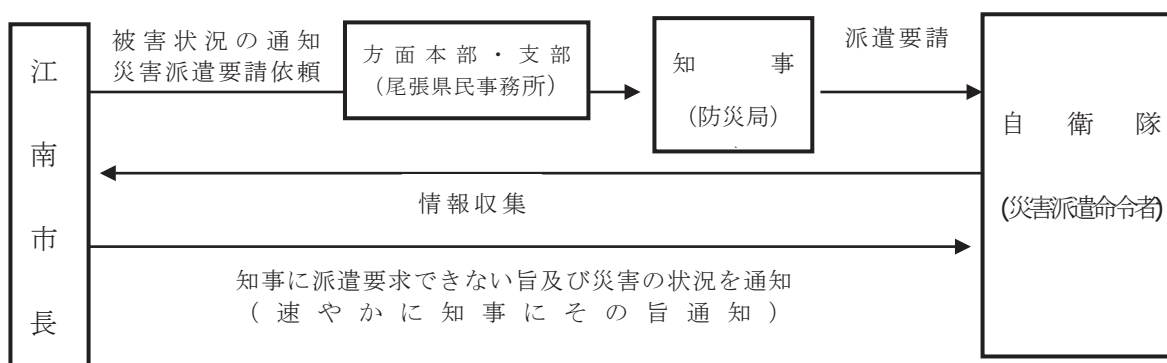 江南市長
被害状況の通知
災害派遣要請依頼
方面本部・支部
（尾張県民事務所）
知事
（防災局）
派遣要請
自衛隊
(災害派遣命令者)
情報収集
知事に派遣要求できない旨及び災害の状況を通知
（速やかに知事にその旨通知）